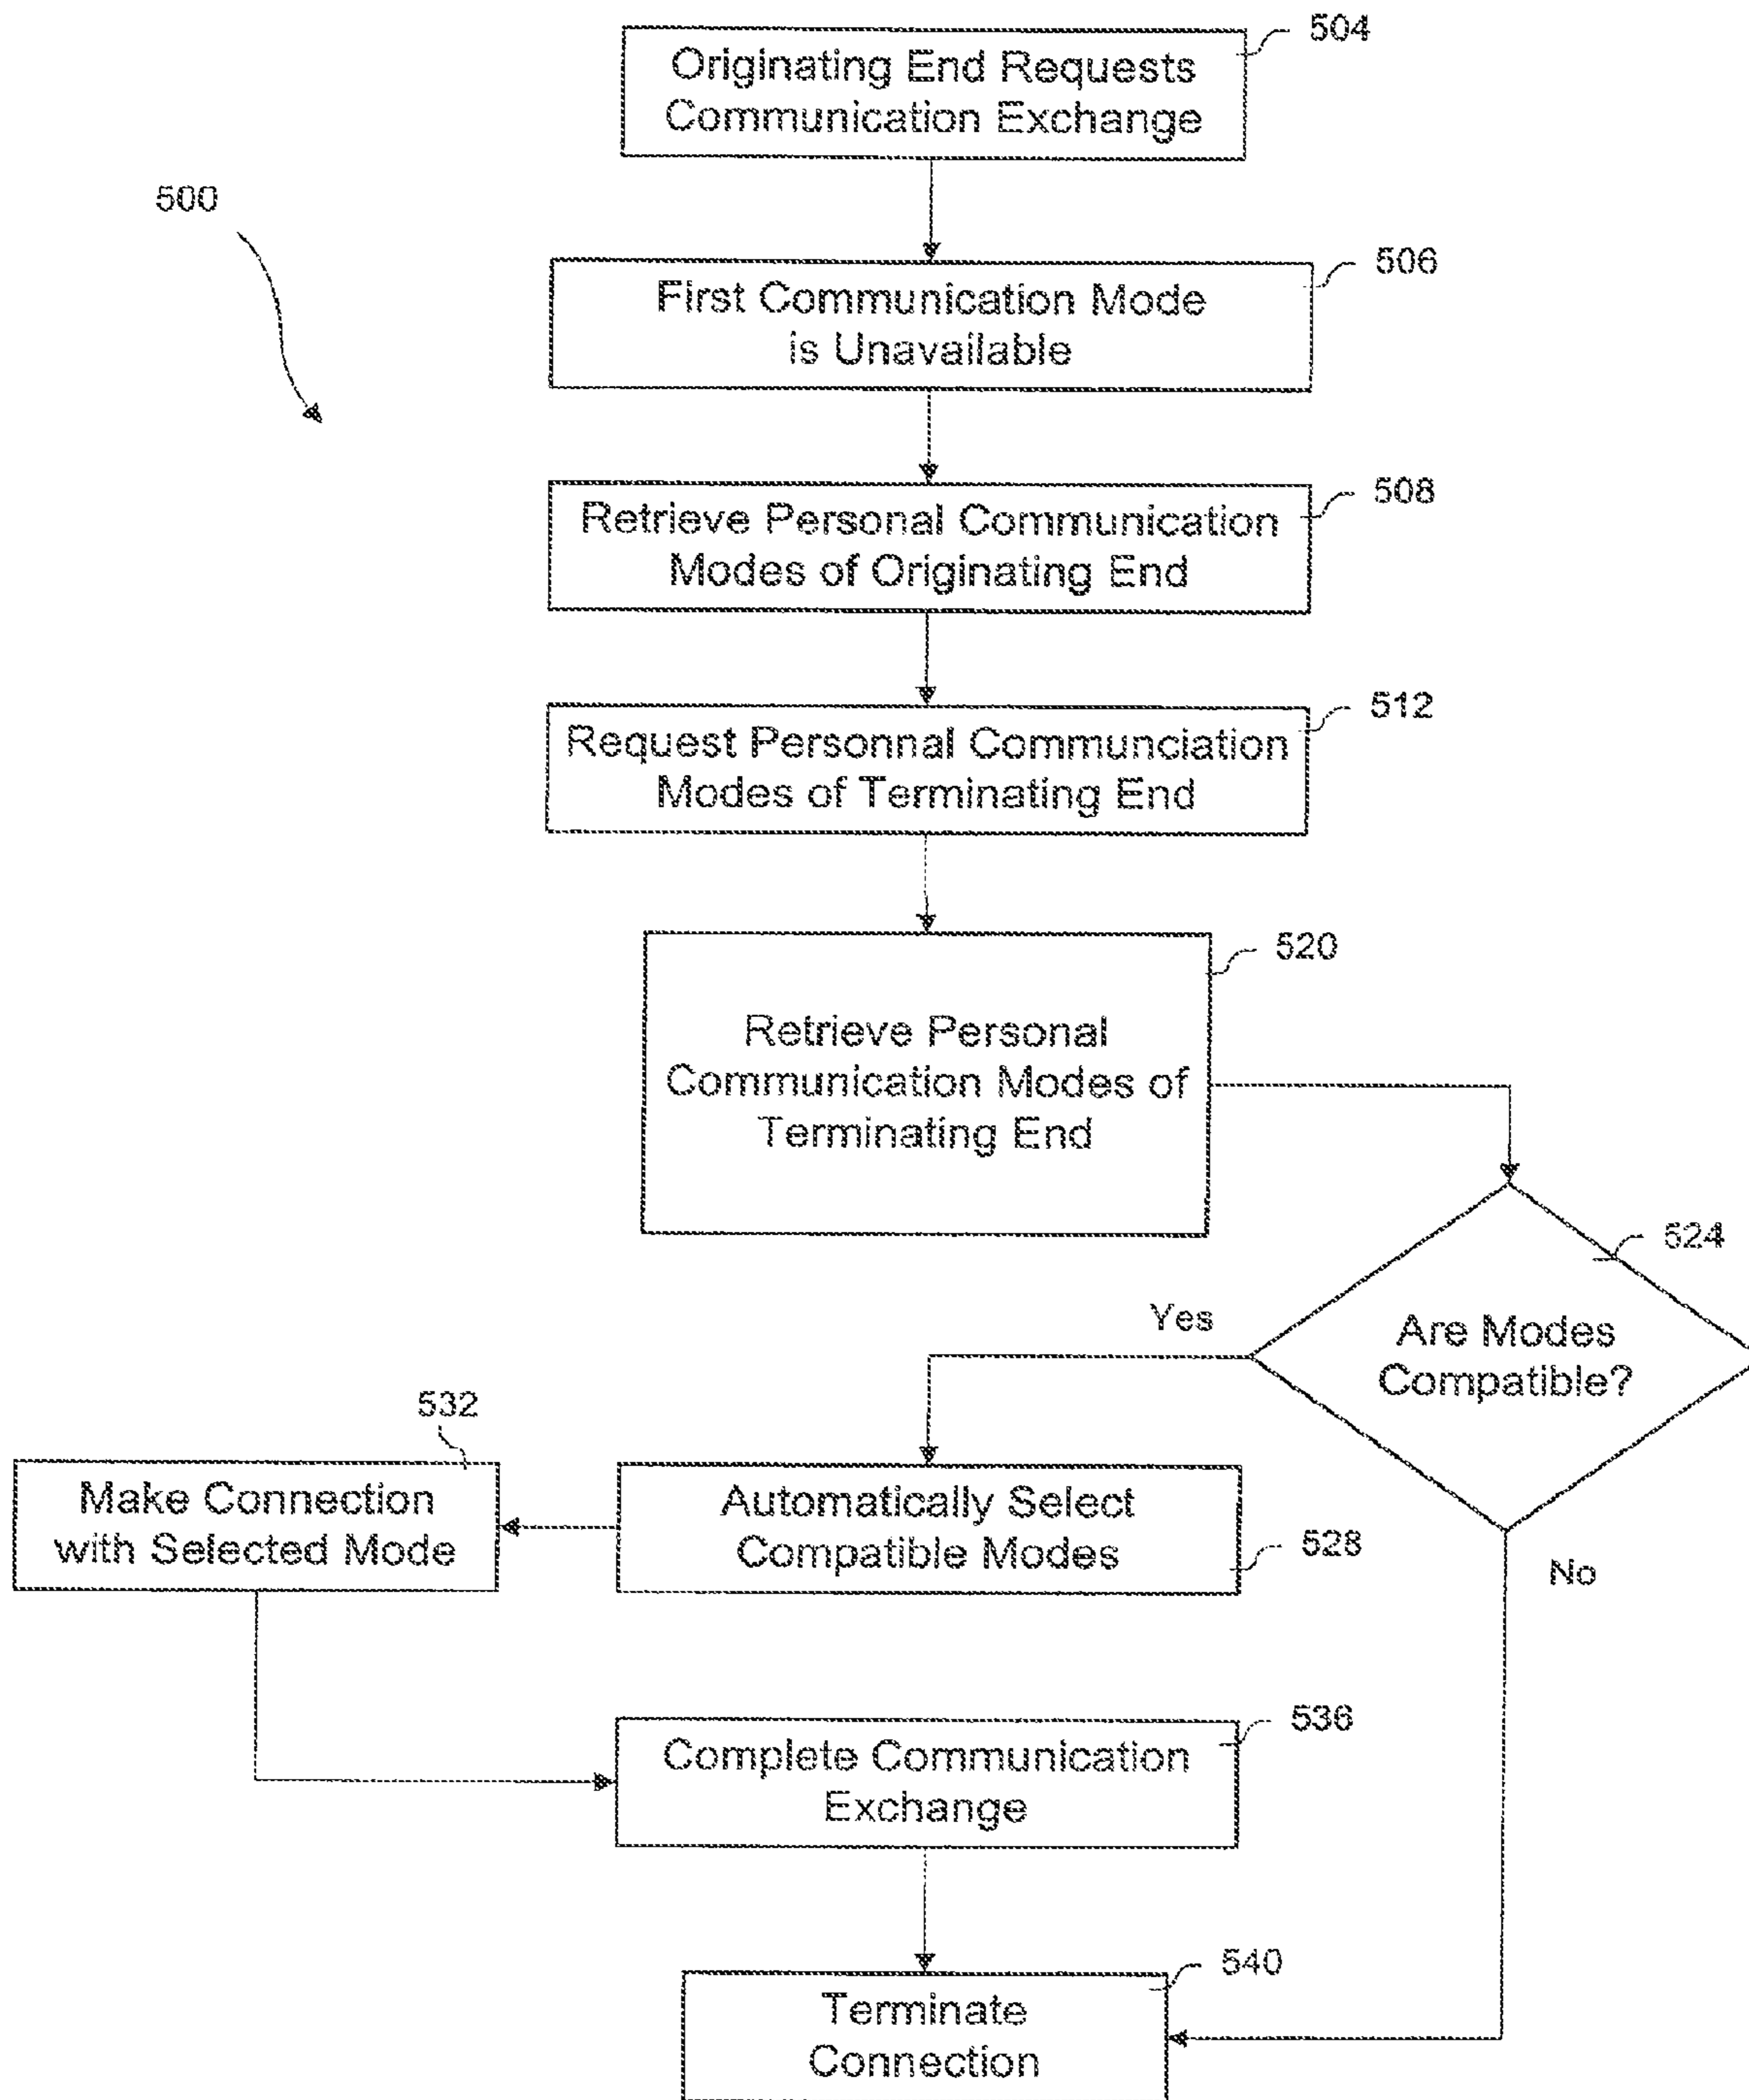 504
Originating End Requests
Communication Exchange
500
506
First Communication Mode
is Unavailable
508
Retrieve Personal Communication
Modes of Originating End
512
Request Personnal Communciation
Modes of Terminating End
520
Retrieve Personal
Communication Modes of
Terminating End
524
Are Modes
Compatible?
Yes
No
532
Make Connection
with Selected Mode
Automatically Select
Compatible Modes
528
536
Complete Communication
Exchange
540
Terminate
Connection